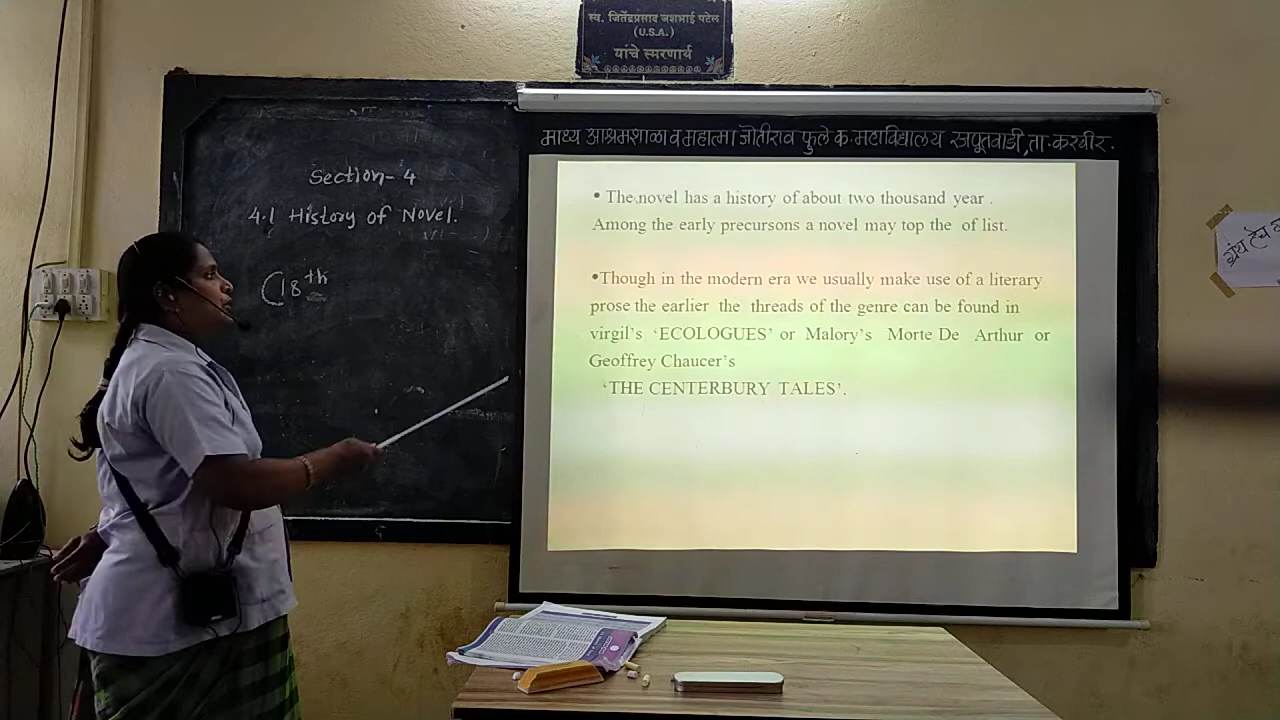 स्व. जितेंद्रप्रसाद जशभाई पटेल
(U.S.A.)
यांचे स्मरणार्थ
माध्य आश्रमशाळा व महात्मा जोतीराव फुले क. महाविद्यालय रजपूतवाडी, ता. करवीर.
Section-4
4.1 History of Novel.
18th
• The novel has a history of about two thousand year .
Among the early precursons a novel may top the of list.
•Though in the modern era we usually make use of a literary
prose the earlier the threads of the genre can be found in
virgil's ‘ECOLOGUES’ or Malory's Morte De Arthur or
Geoffrey Chaucer's
‘THE CENTERBURY TALES’.